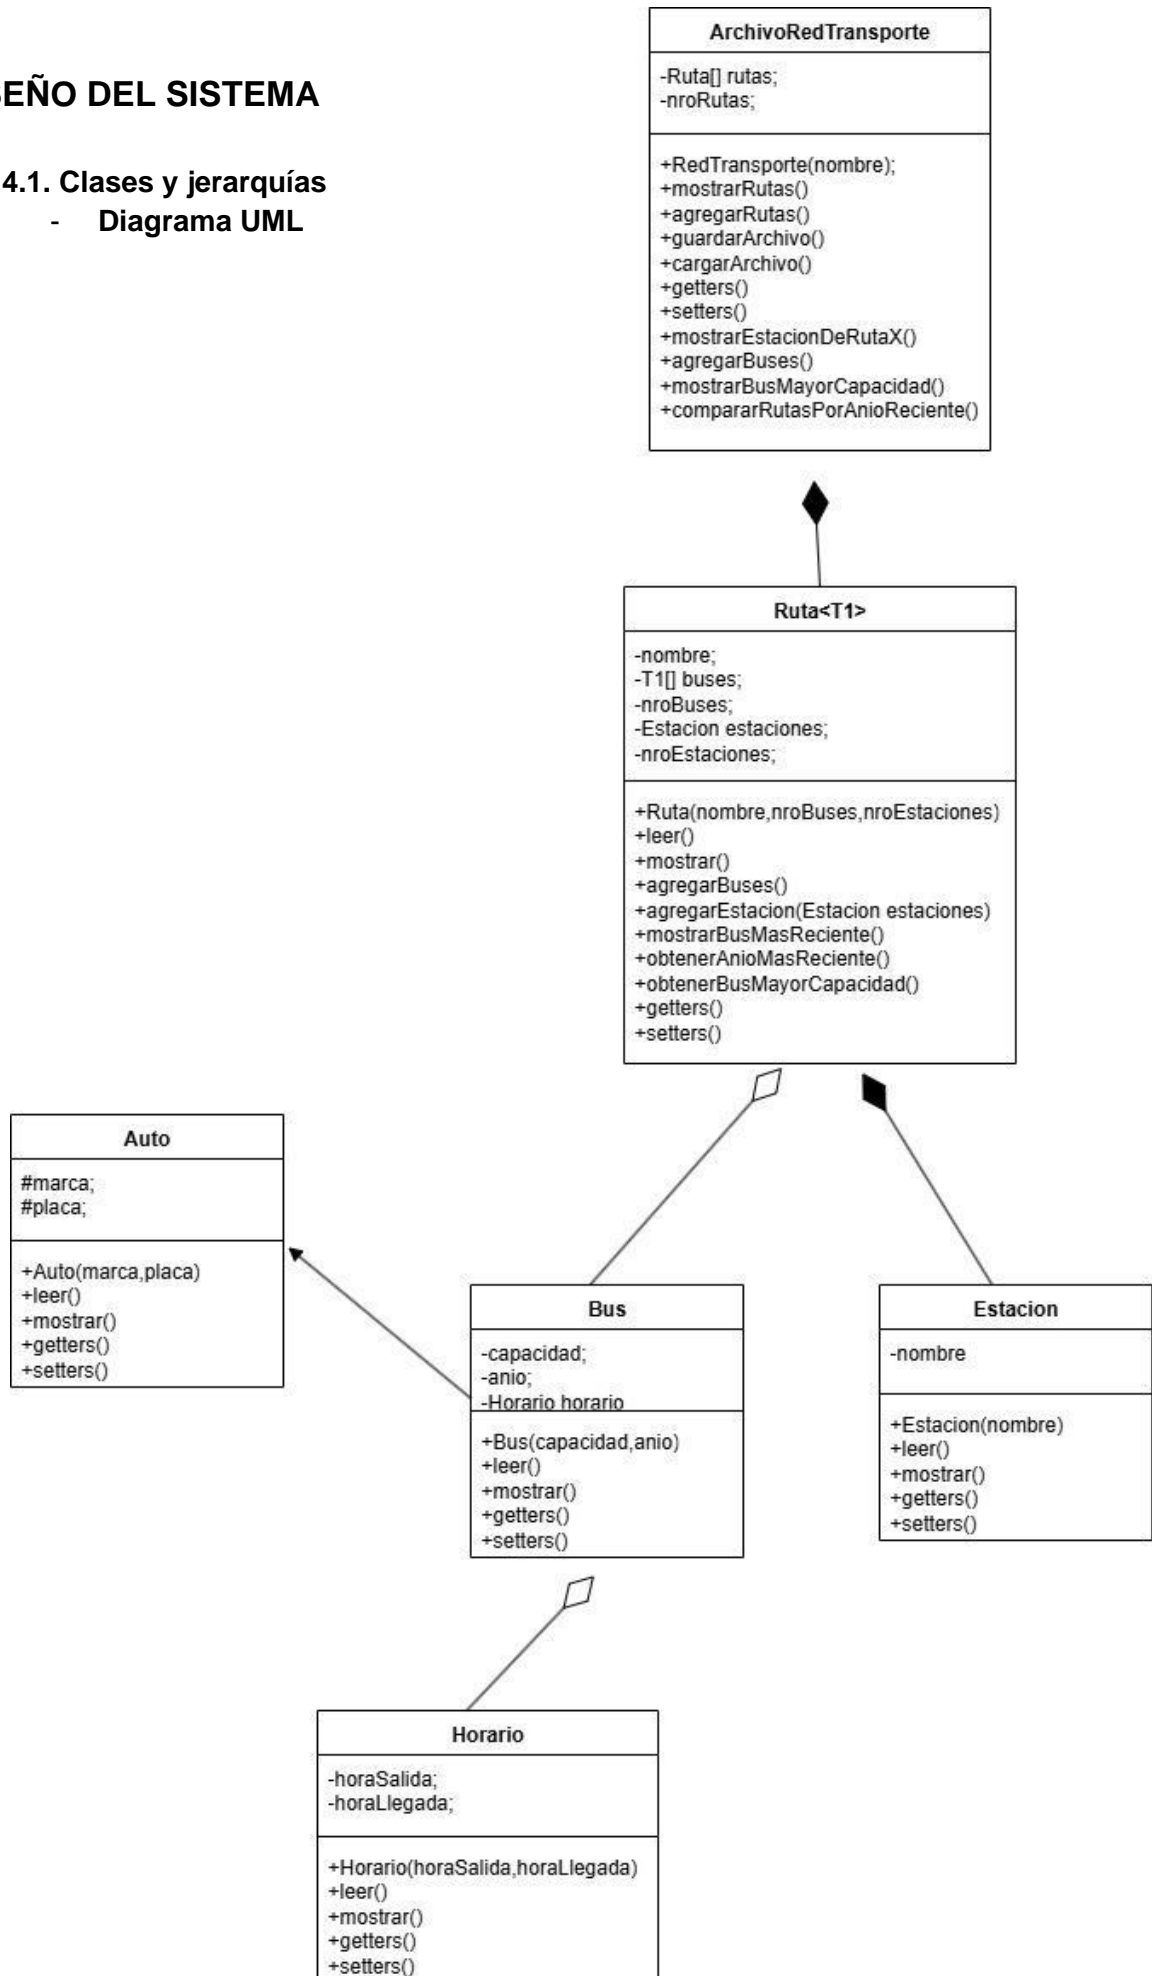 SEÑO DEL SISTEMA
4.1. Clases y jerarquías
- Diagrama UML
ArchivoRedTransporte
-Ruta[] rutas;
-nroRutas;
+RedTransporte(nombre);
+mostrarRutas()
+agregarRutas()
+guardarArchivo()
+cargarArchivo()
+getters()
+setters()
+mostrarEstacionDeRutaX()
+agregarBuses()
+mostrarBusMayorCapacidad()
+compararRutasPorAnioReciente()
Ruta<T1>
-nombre;
-T1[] buses;
-nroBuses;
-Estacion estaciones;
-nroEstaciones;
+Ruta(nombre,nroBuses,nroEstaciones)
+leer()
+mostrar()
+agregarBuses()
+agregarEstacion(Estacion estaciones)
+mostrarBusMasReciente()
+obtenerAnioMasReciente()
+obtenerBusMayorCapacidad()
+getters()
+setters()
Auto
#marca;
#placa;
+Auto(marca,placa)
+leer()
+mostrar()
+getters()
+setters()
Bus
-capacidad;
-anio;
-Horario horario
+Bus(capacidad,anio)
+leer()
+mostrar()
+getters()
+setters()
Estacion
-nombre
+Estacion(nombre)
+leer()
+mostrar()
+getters()
+setters()
Horario
-horaSalida;
-horaLlegada;
+Horario(horaSalida,horaLlegada)
+leer()
+mostrar()
+getters()
+setters()